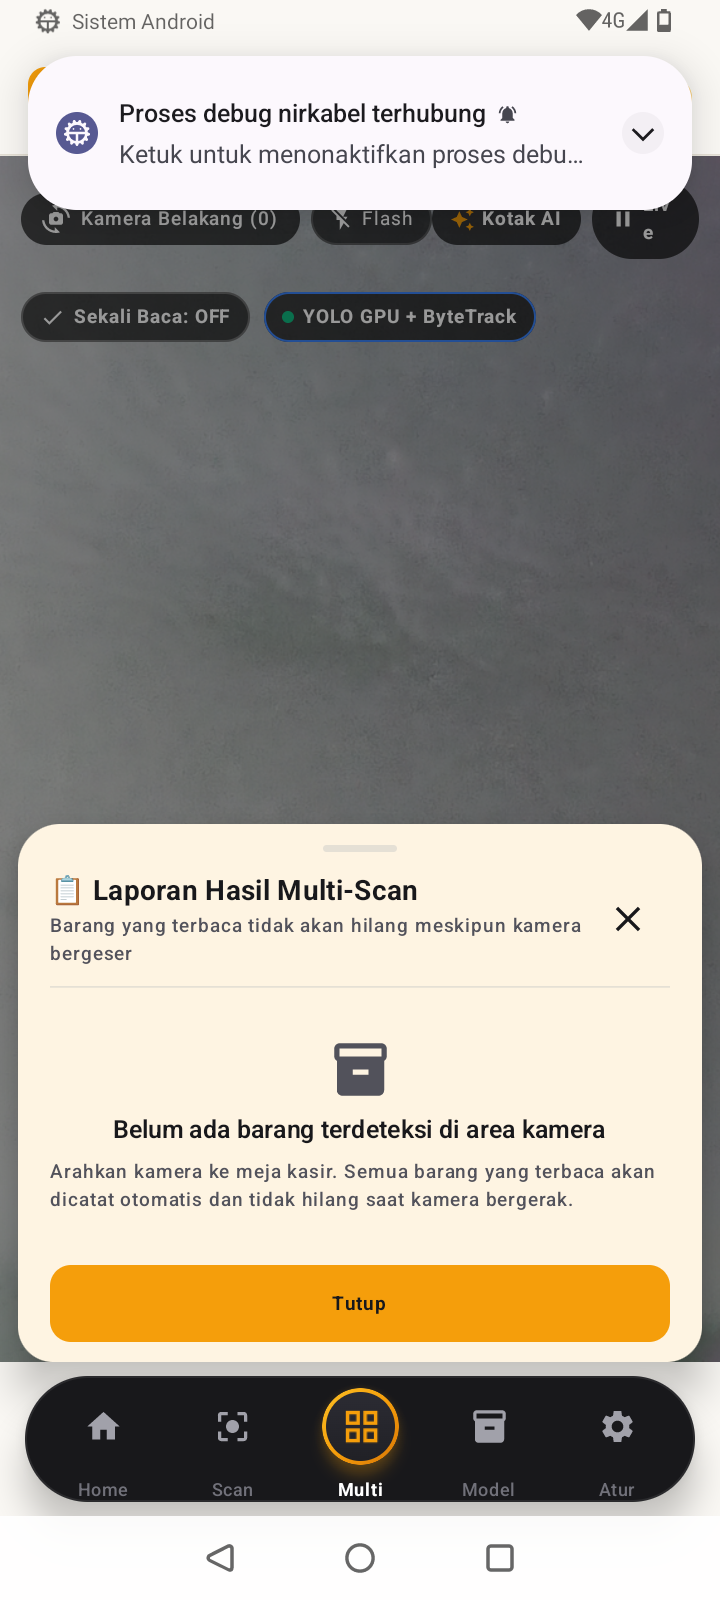 Sistem Android
4G
Proses debug nirkabel terhubung
Ketuk untuk menonaktifkan proses debu...
Kamera Belakang (0)
Flash
Kotak AI
Liv
e
Sekali Baca: OFF
YOLO GPU + ByteTrack
Laporan Hasil Multi-Scan
Barang yang terbaca tidak akan hilang meskipun kamera
bergeser
Belum ada barang terdeteksi di area kamera
Arahkan kamera ke meja kasir. Semua barang yang terbaca akan
dicatat otomatis dan tidak hilang saat kamera bergerak.
Tutup
Home
Scan
Multi
Model
Atur